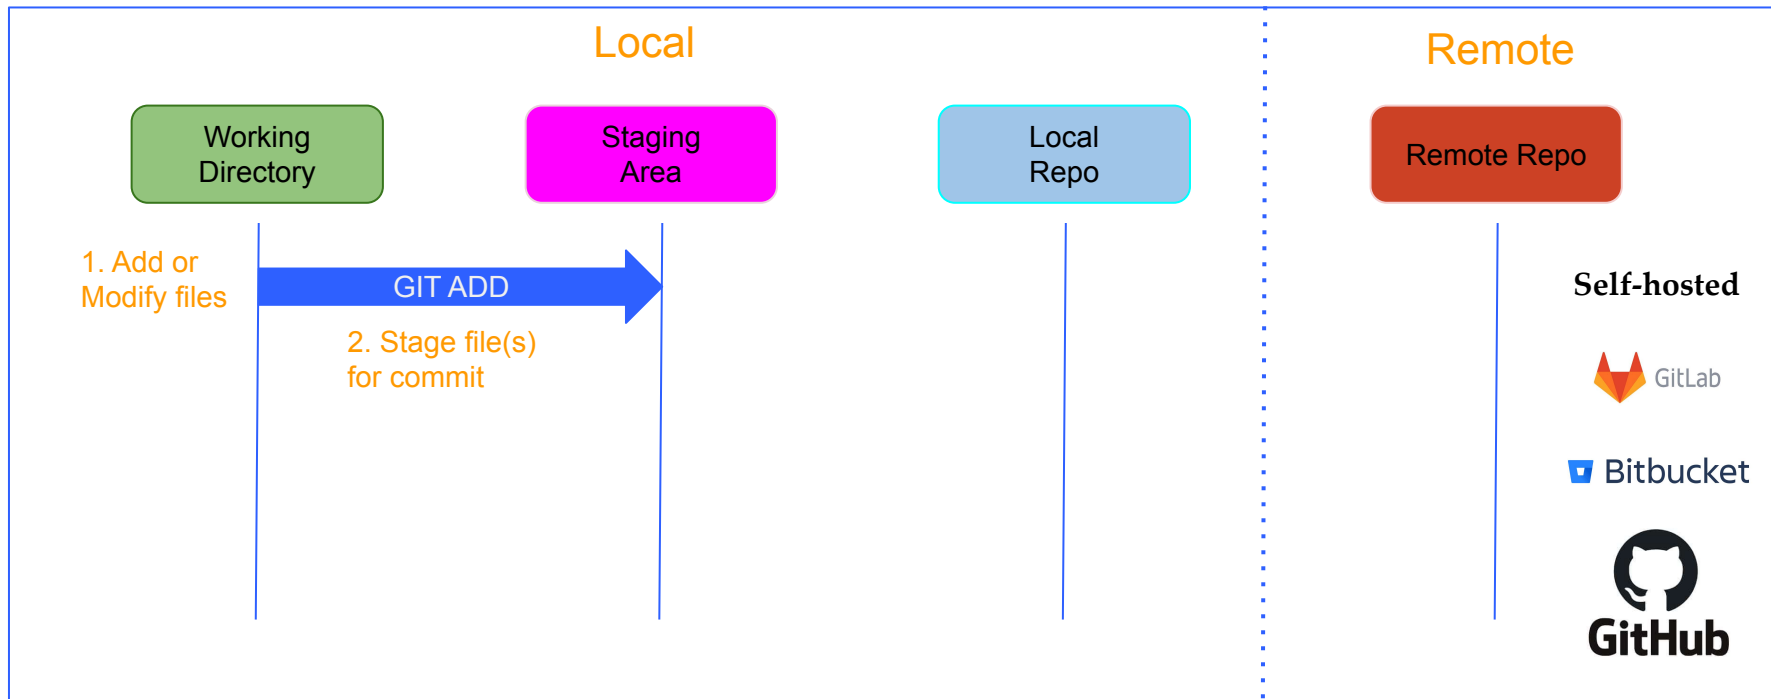 Local
Remote
Working
Directory
Staging
Area
Local
Repo
Remote Repo
1. Add or
Modify files
GIT ADD
2. Stage file(s)
for commit
Self-hosted
GitLab
Bitbucket
GitHub